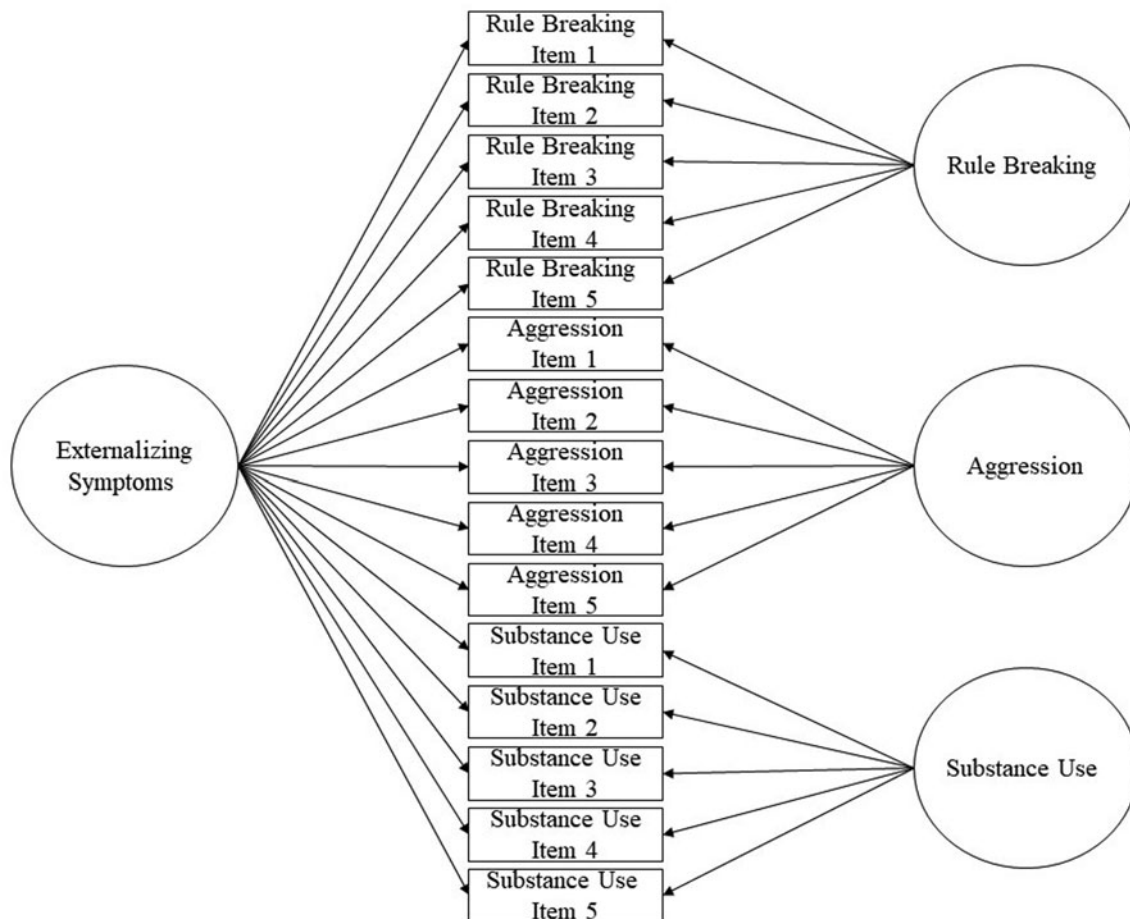 Rule Breaking
Item 1
Rule Breaking
Item 2
Rule Breaking
Item 3
Rule Breaking
Item 4
Rule Breaking
Item 5
Aggression
Item 1
Aggression
Item 2
Aggression
Item 3
Aggression
Item 4
Aggression
Item 5
Substance Use
Item 1
Substance Use
Item 2
Substance Use
Item 3
Substance Use
Item 4
Substance Use
Item 5
Externalizing
Symptoms
Rule Breaking
Aggression
Substance Use